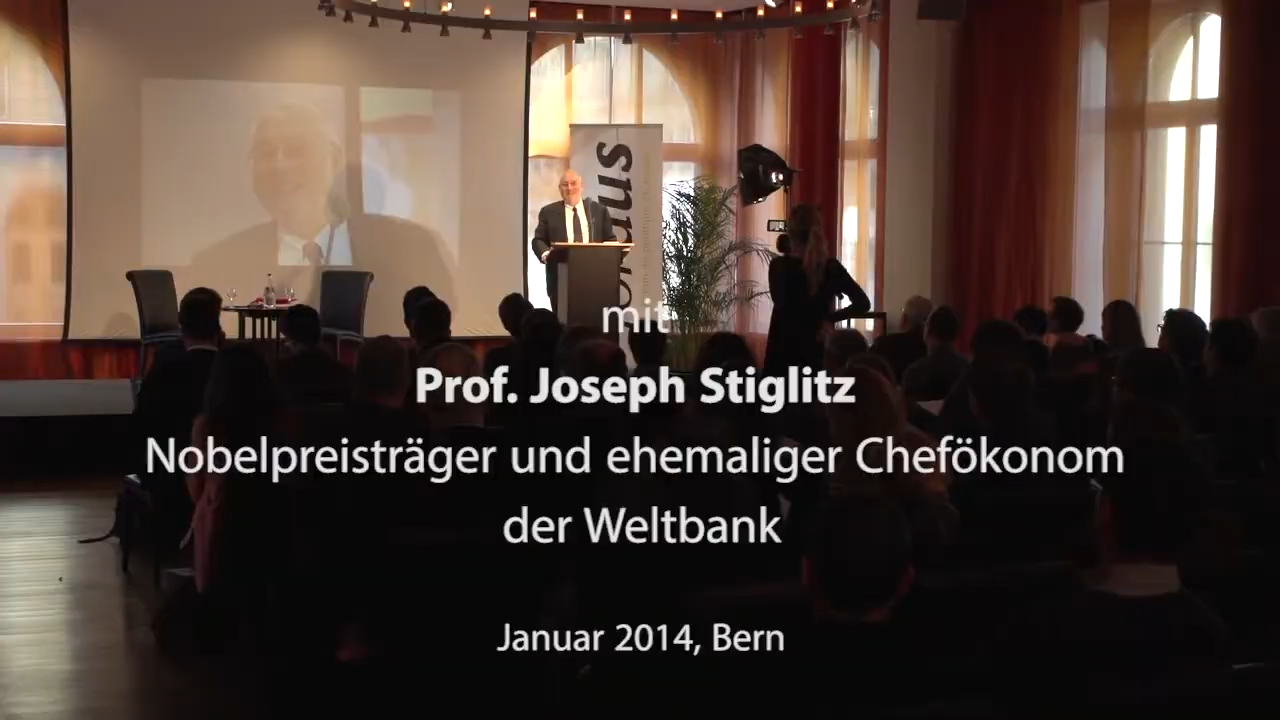 mit
Prof. Joseph Stiglitz
Nobelpreisträger und ehemaliger Chefökonom
der Weltbank
Januar 2014, Bern